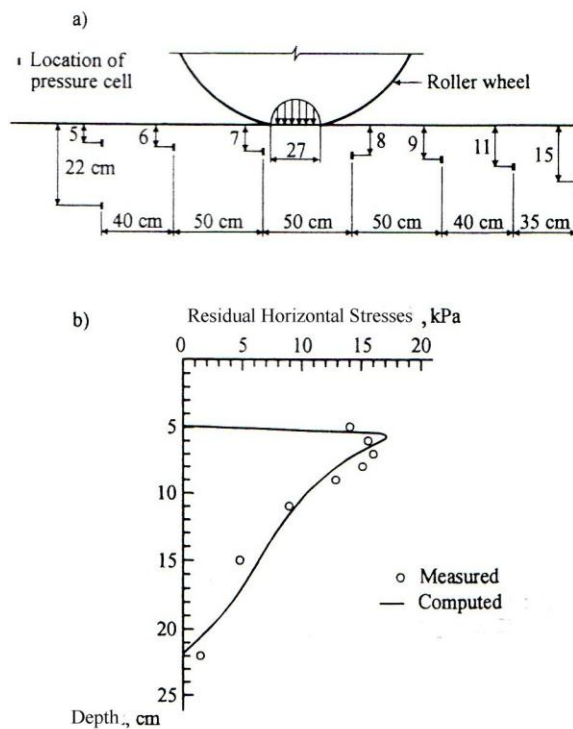 a)
Location of
pressure cell
Roller wheel
5
6
7
27
8
9
11
15
22 cm
40 cm 50 cm 50 cm 50 cm 40 cm 35 cm
b)
Residual Horizontal Stresses , kPa
0 5 10 15 20
5
10
15
20
25
Measured
Computed
Depth., cm